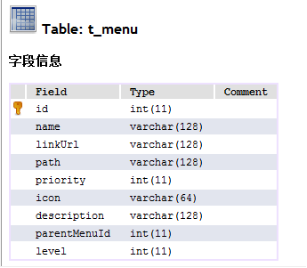 Table: t_menu
字段信息
Field Type Comment
id int(11)
name varchar(128)
linkUrl varchar(128)
path varchar(128)
priority int(11)
icon varchar(64)
description varchar(128)
parentMenuId int(11)
level int(11)